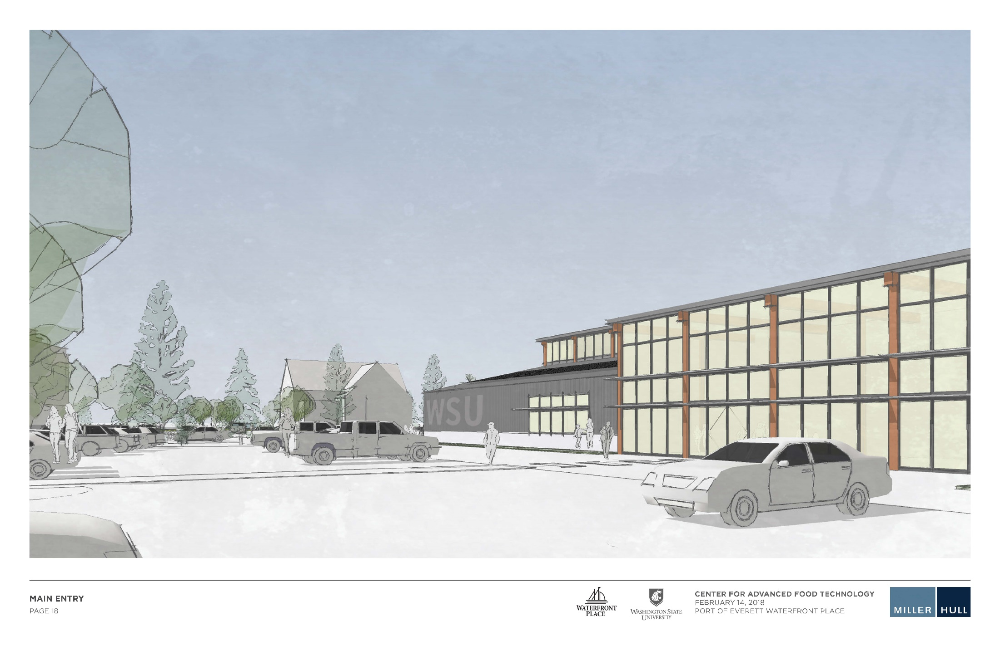 WSU
MAIN ENTRY
PAGE 18
WATERFRONT
PLACE
WASHINGTON STATE
UNIVERSITY
CENTER FOR ADVANCED FOOD TECHNOLOGY
FEBRUARY 14, 2018
PORT OF EVERETT WATERFRONT PLACE
MILLER HULL